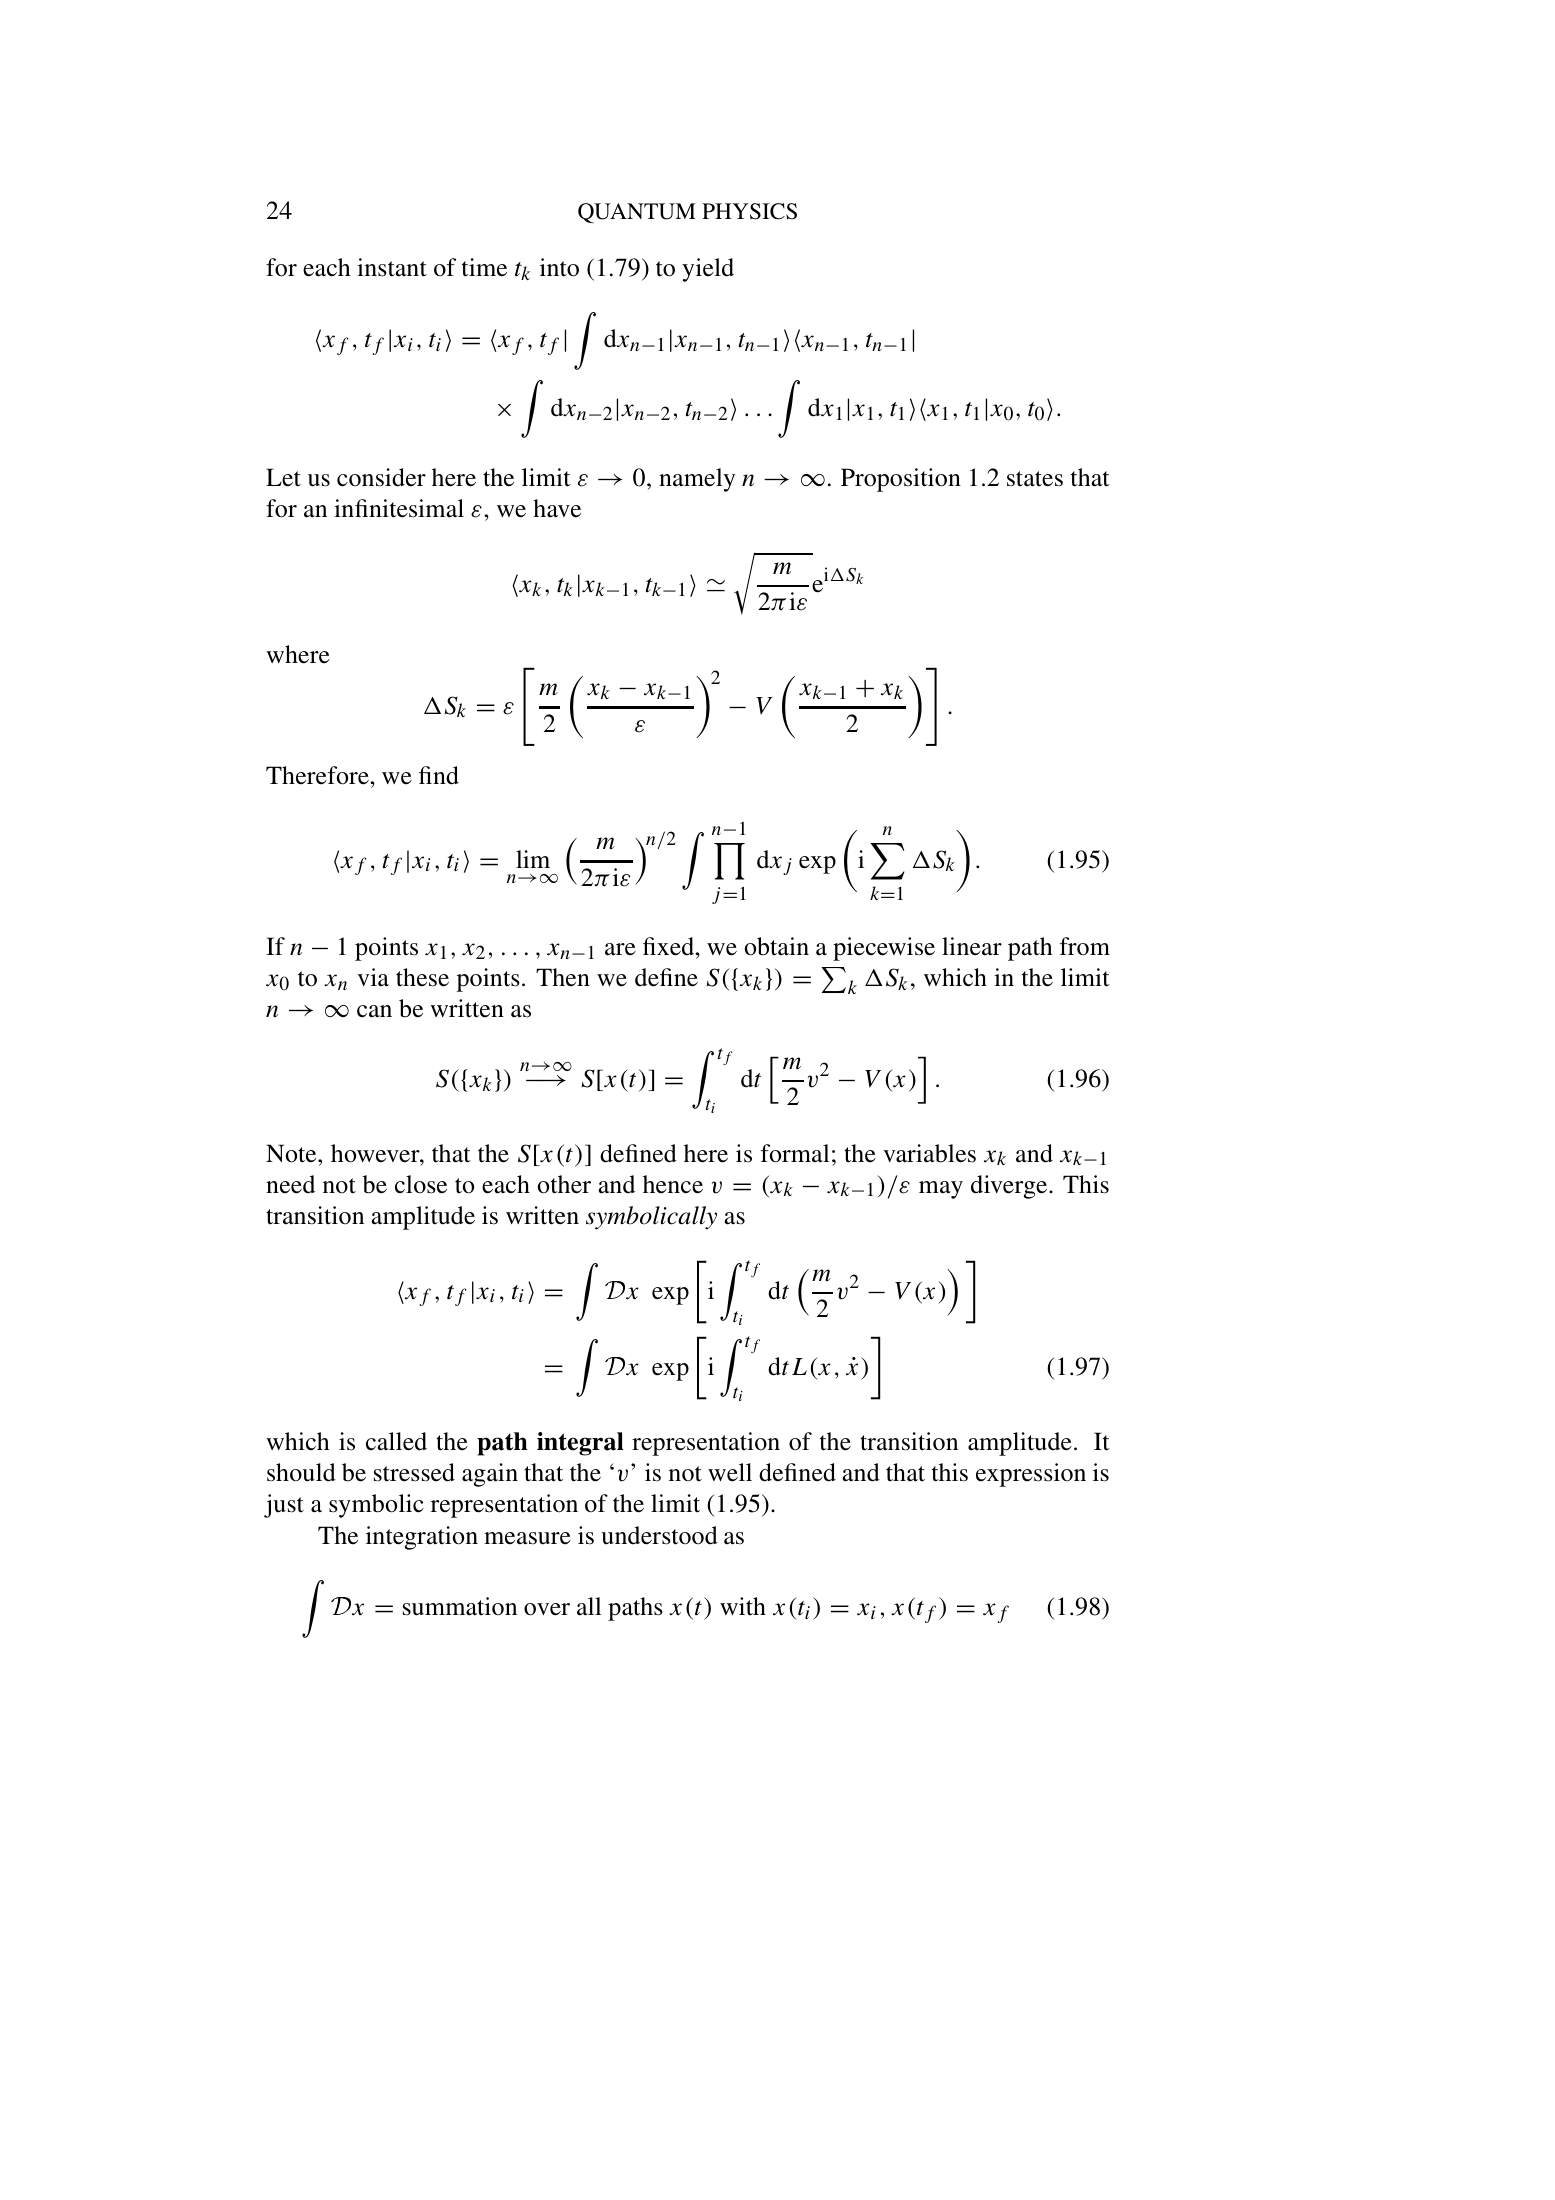 24 QUANTUM PHYSICS
for each instant of time t_k into (1.79) to yield
⟨x_f, t_f|x_i, t_i⟩ = ⟨x_f, t_f| ∫ dx_{n−1}|x_{n−1}, t_{n−1}⟩⟨x_{n−1}, t_{n−1}|
× ∫ dx_{n−2}|x_{n−2}, t_{n−2}⟩ . . . ∫ dx_1|x_1, t_1⟩⟨x_1, t_1|x_0, t_0⟩.
Let us consider here the limit ε → 0, namely n → ∞. Proposition 1.2 states that
for an infinitesimal ε, we have
⟨x_k, t_k|x_{k−1}, t_{k−1}⟩ ≃ √(m/(2πiε)) e^{iΔS_k}
where
ΔS_k = ε [ (m/2) ((x_k − x_{k−1})/ε)^2 − V ((x_{k−1} + x_k)/2) ].
Therefore, we find
⟨x_f, t_f|x_i, t_i⟩ = lim_{n→∞} (m/(2πiε))^{n/2} ∫ ∏_{j=1}^{n−1} dx_j exp (i ∑_{k=1}^{n} ΔS_k). (1.95)
If n − 1 points x_1, x_2, . . . , x_{n−1} are fixed, we obtain a piecewise linear path from
x_0 to x_n via these points. Then we define S({x_k}) = ∑_k ΔS_k, which in the limit
n → ∞ can be written as
S({x_k}) ⟶^{n→∞} S[x(t)] = ∫_{t_i}^{t_f} dt [ (m/2) v^2 − V(x) ]. (1.96)
Note, however, that the S[x(t)] defined here is formal; the variables x_k and x_{k−1}
need not be close to each other and hence v = (x_k − x_{k−1})/ε may diverge. This
transition amplitude is written symbolically as
⟨x_f, t_f|x_i, t_i⟩ = ∫ 𝒟x exp [ i ∫_{t_i}^{t_f} dt ( (m/2) v^2 − V(x) ) ]
= ∫ 𝒟x exp [ i ∫_{t_i}^{t_f} dt L(x, ẋ) ] (1.97)
which is called the path integral representation of the transition amplitude. It
should be stressed again that the ‘v’ is not well defined and that this expression is
just a symbolic representation of the limit (1.95).
The integration measure is understood as
∫ 𝒟x = summation over all paths x(t) with x(t_i) = x_i, x(t_f) = x_f (1.98)